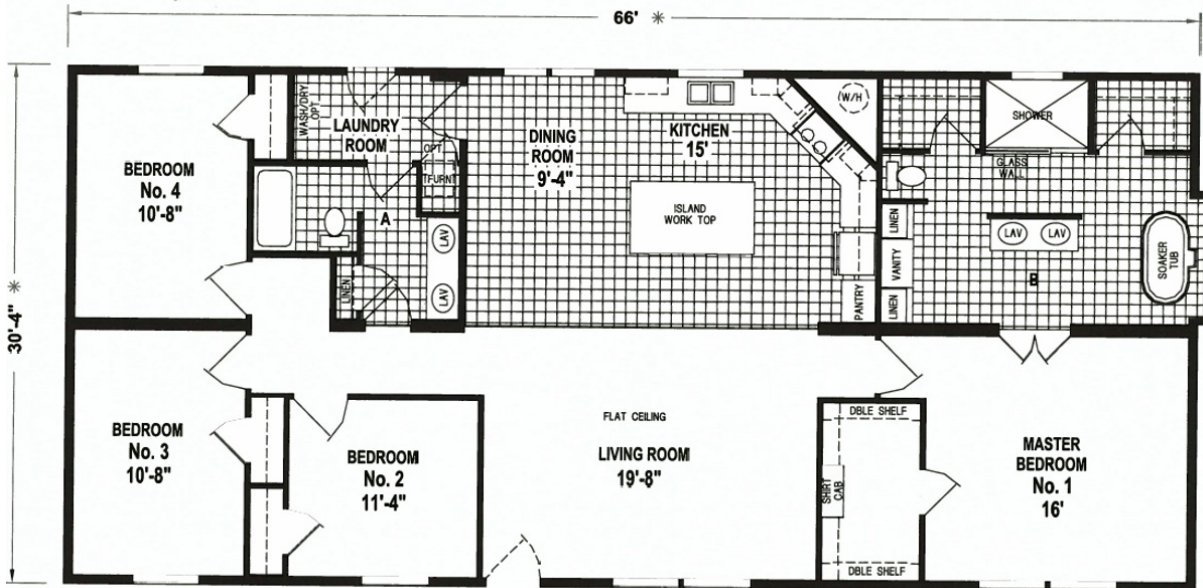 66' *
30'-4" *
BEDROOM
No. 4
10'-8"
WASH/DRY
OPT
LAUNDRY
ROOM
OPT
FURN
A
LINEN
LAV
LAV
DINING
ROOM
9'-4"
KITCHEN
15'
ISLAND
WORK TOP
W/H
PANTRY
SHOWER
GLASS
WALL
LINEN
VANITY
LINEN
LAV
LAV
B
SOAKER
TUB
BEDROOM
No. 3
10'-8"
BEDROOM
No. 2
11'-4"
FLAT CEILING
LIVING ROOM
19'-8"
DBLE SHELF
SHIRT
CAB
DBLE SHELF
MASTER
BEDROOM
No. 1
16'